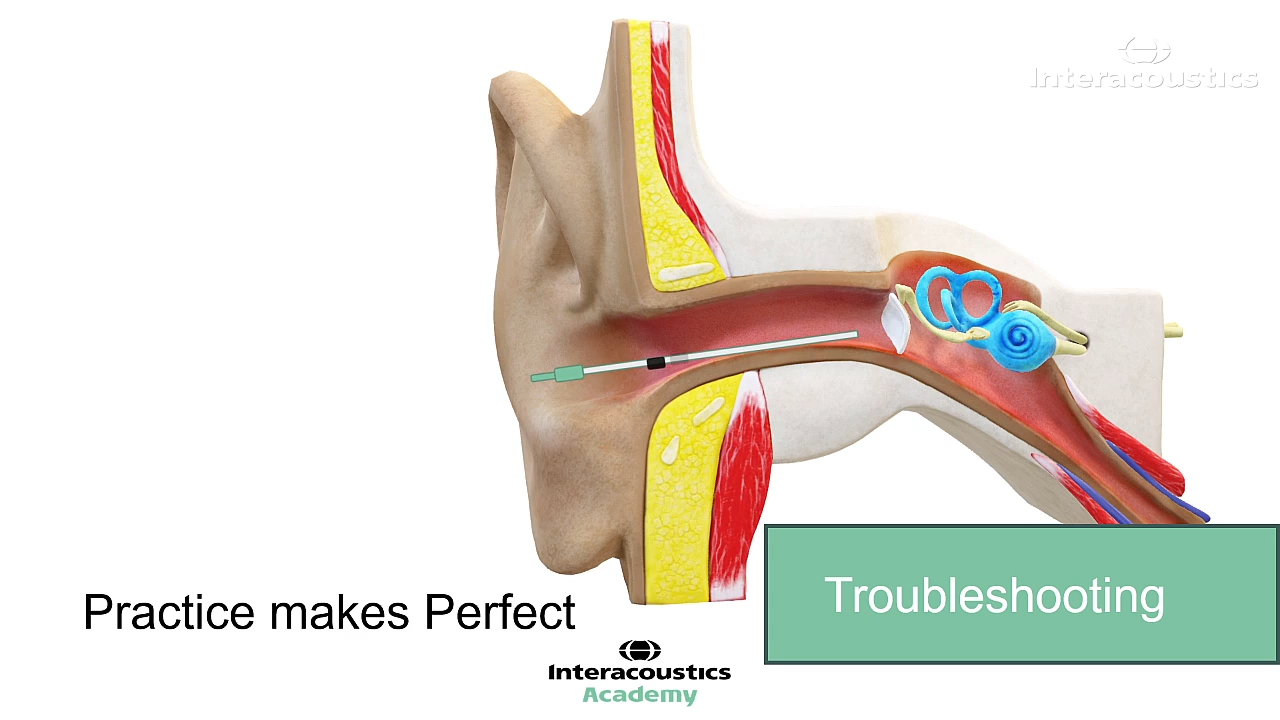 Interacoustics
Practice makes Perfect
Troubleshooting
Interacoustics
Academy